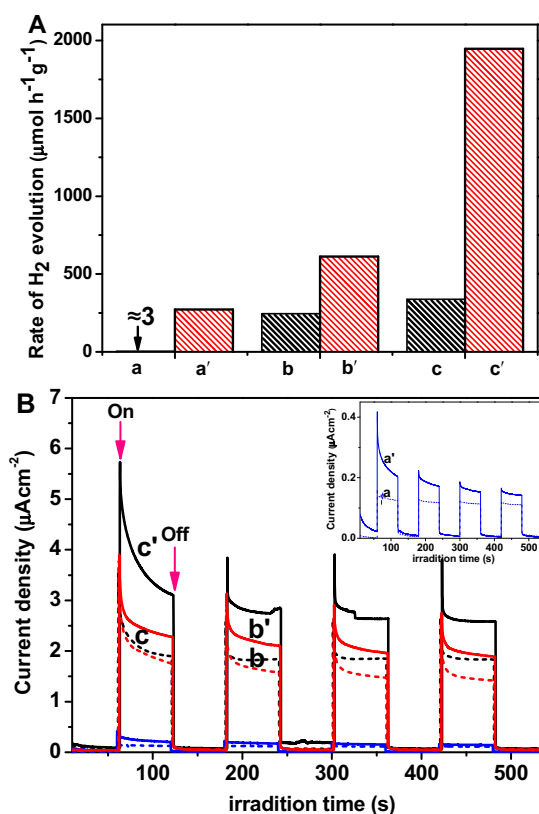 A
Rate of H2 evolution (μmol h-1g-1)
2000
1500
1000
500
0
≈3
a a′ b b′ c c′
B
Current density (μAcm-2)
7
6
5
4
3
2
1
0
On
Off
c'
c
b'
b
100 200 300 400 500
irradition time (s)
Current density (μAcm-2)
0.4
0.2
0.0
a'
a
100 200 300 400 500
irradition time (s)